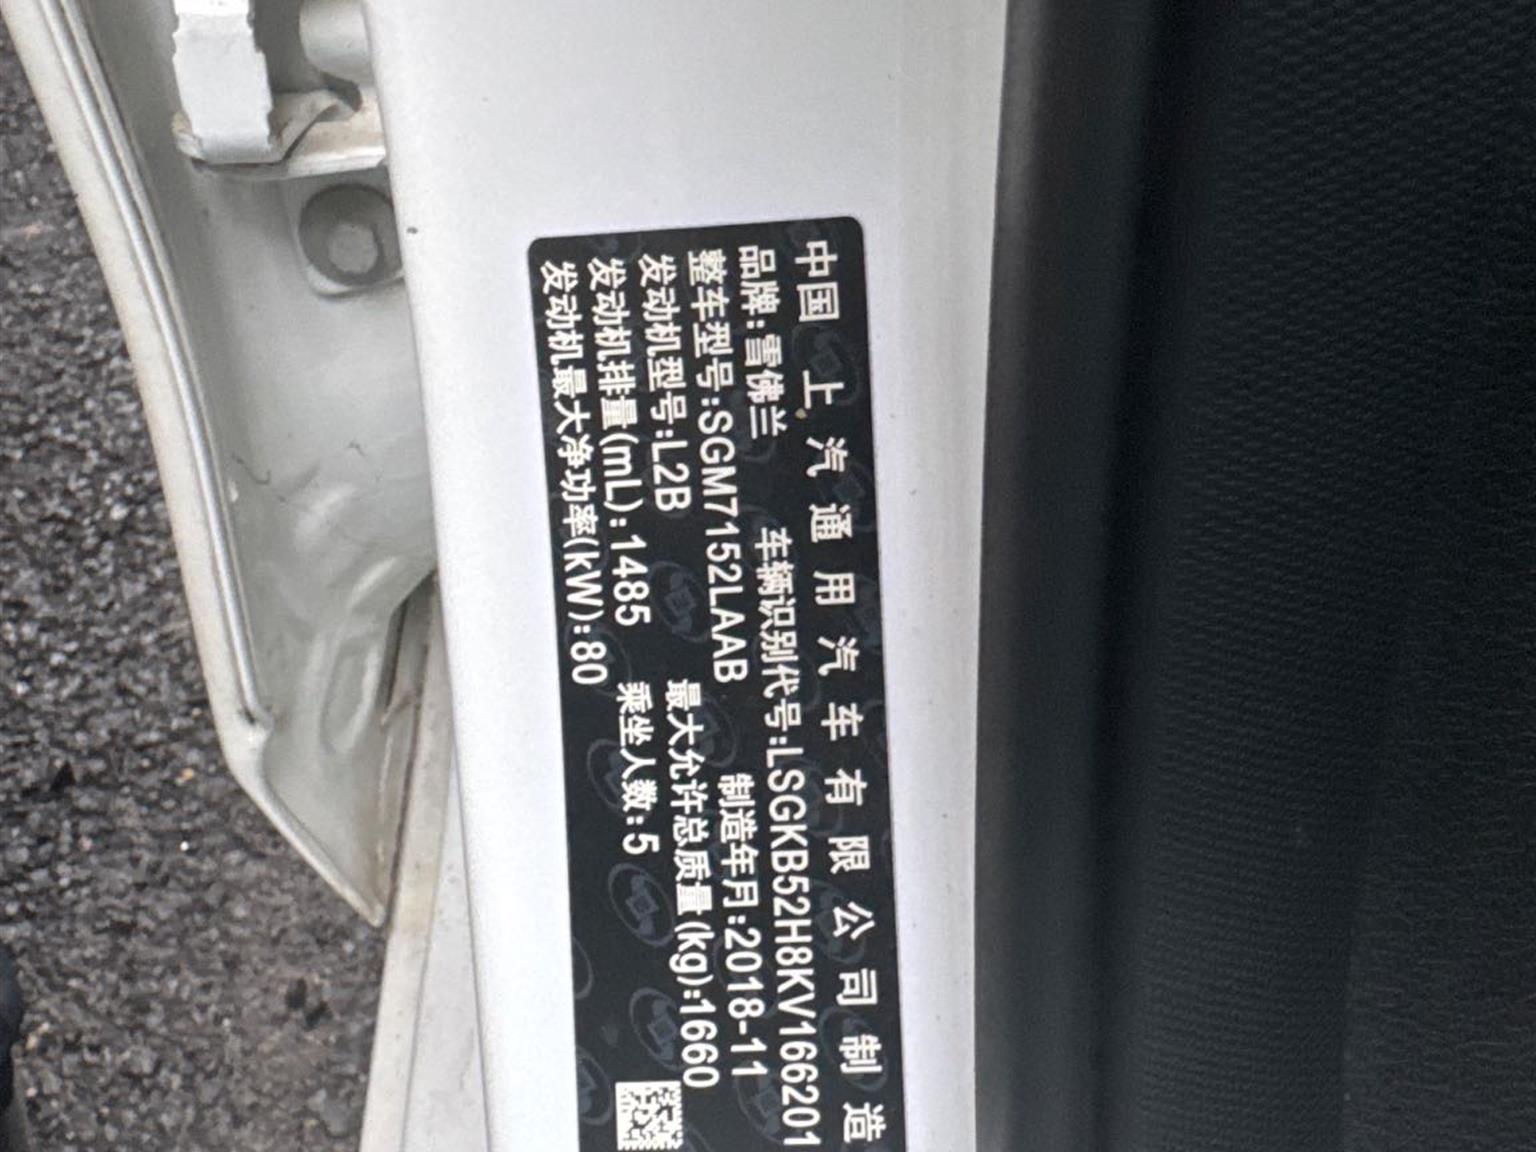 中国 上汽通用汽车有限公司制造
品牌:雪佛兰 车辆识别代号:LSGKB52H8KV166201
整车型号:SGM7152LAAB 制造年月:2018-11
发动机型号:L2B 最大允许总质量(kg):1660
发动机排量(mL):1485 乘坐人数:5
发动机最大净功率(kW):80